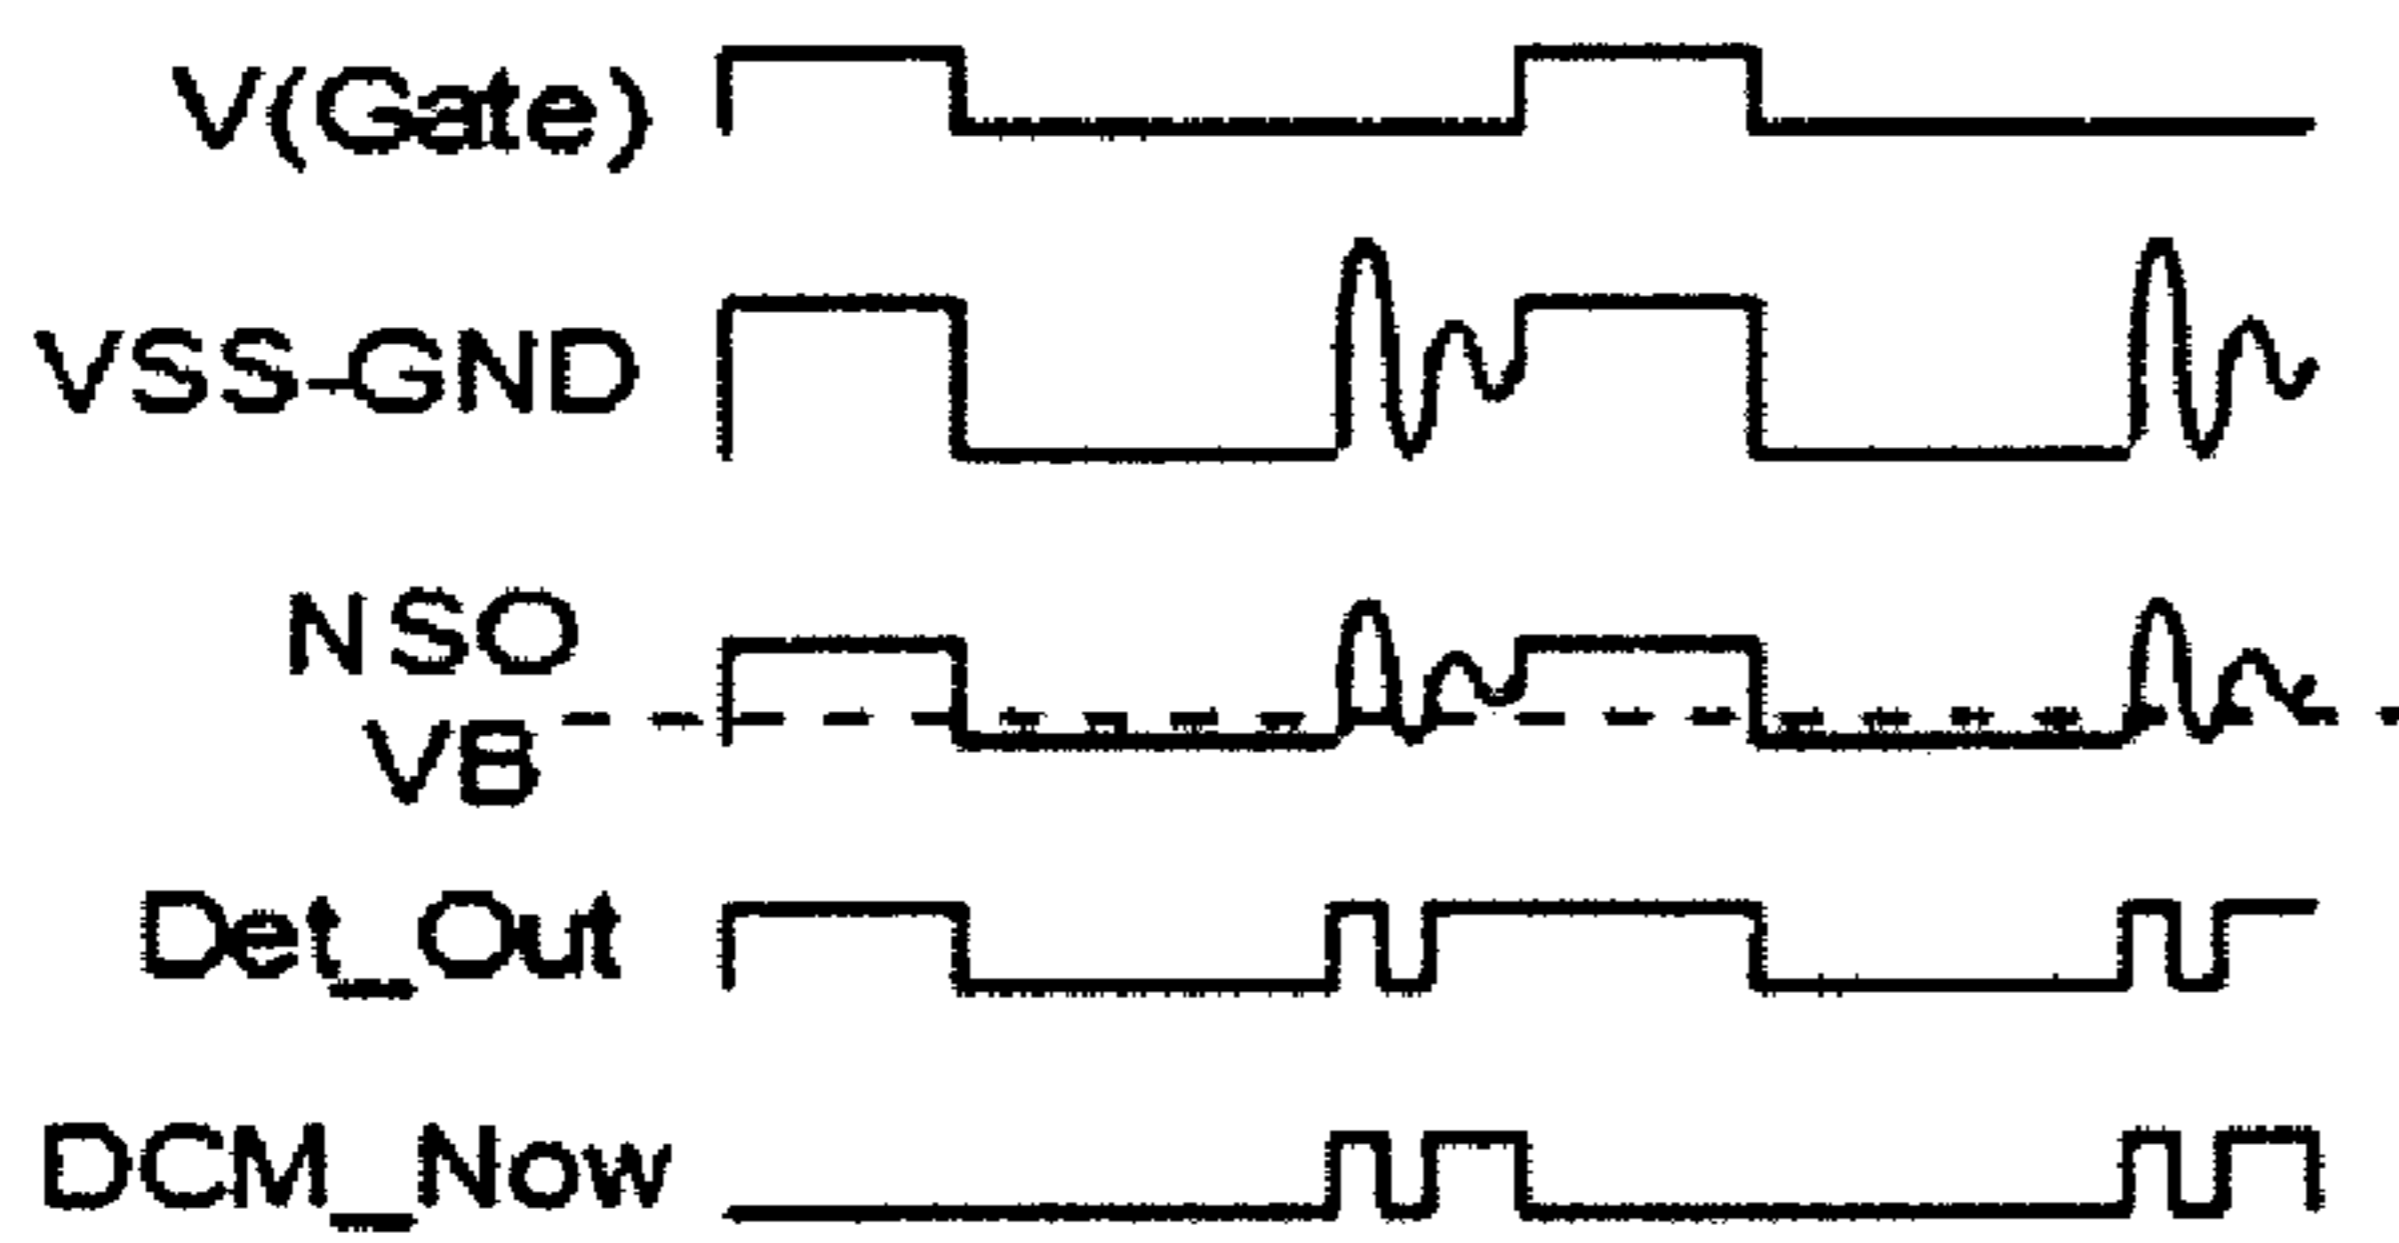 V(Gate)
VSS-GND
NSO
VB
Det_Out
DCM_Now